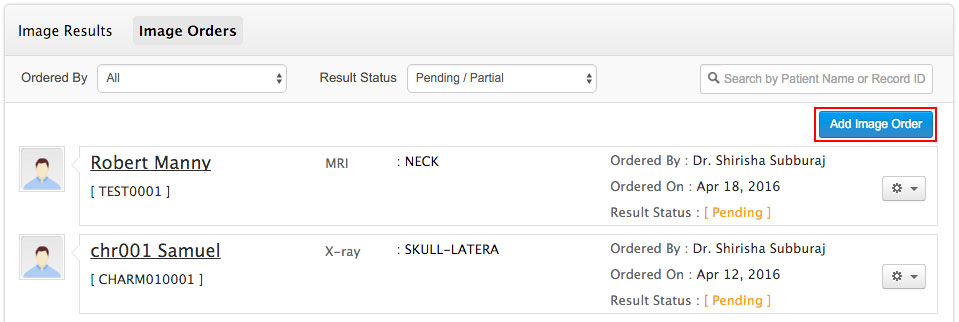 Image Results Image Orders
Ordered By All Result Status Pending / Partial Search by Patient Name or Record ID
Add Image Order
Robert Manny MRI : NECK Ordered By : Dr. Shirisha Subburaj
[ TEST0001 ] Ordered On : Apr 18, 2016
Result Status : [ Pending ]
chr001 Samuel X-ray : SKULL-LATERA Ordered By : Dr. Shirisha Subburaj
[ CHARM010001 ] Ordered On : Apr 12, 2016
Result Status : [ Pending ]